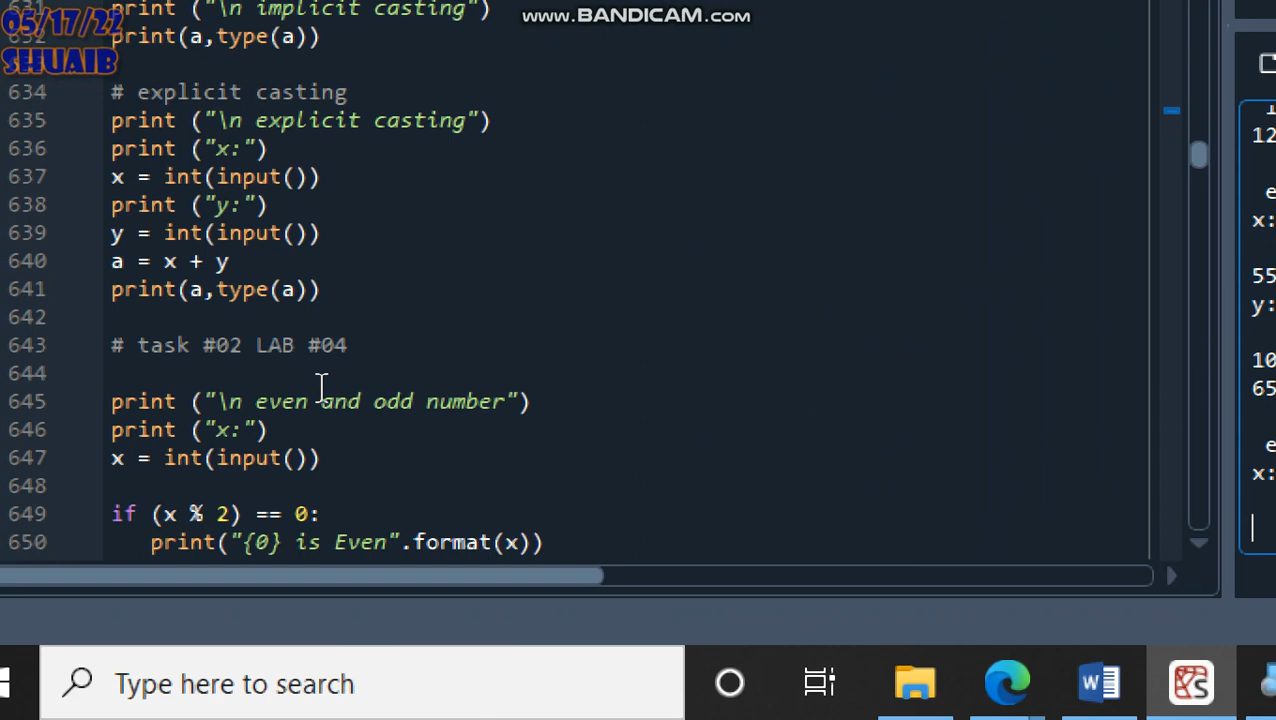 www.BANDICAM.com
05/17/22
SHUAIB
631 print ("\n implicit casting")
632 print(a,type(a))
634 # explicit casting
635 print ("\n explicit casting")
636 print ("x:")
637 x = int(input())
638 print ("y:")
639 y = int(input())
640 a = x + y
641 print(a,type(a))
642
643 # task #02 LAB #04
644
645 print ("\n even and odd number")
646 print ("x:")
647 x = int(input())
648
649 if (x % 2) == 0:
650 print("{0} is Even".format(x))
12
e
x:
55
y:
10
65
e
x:
Type here to search